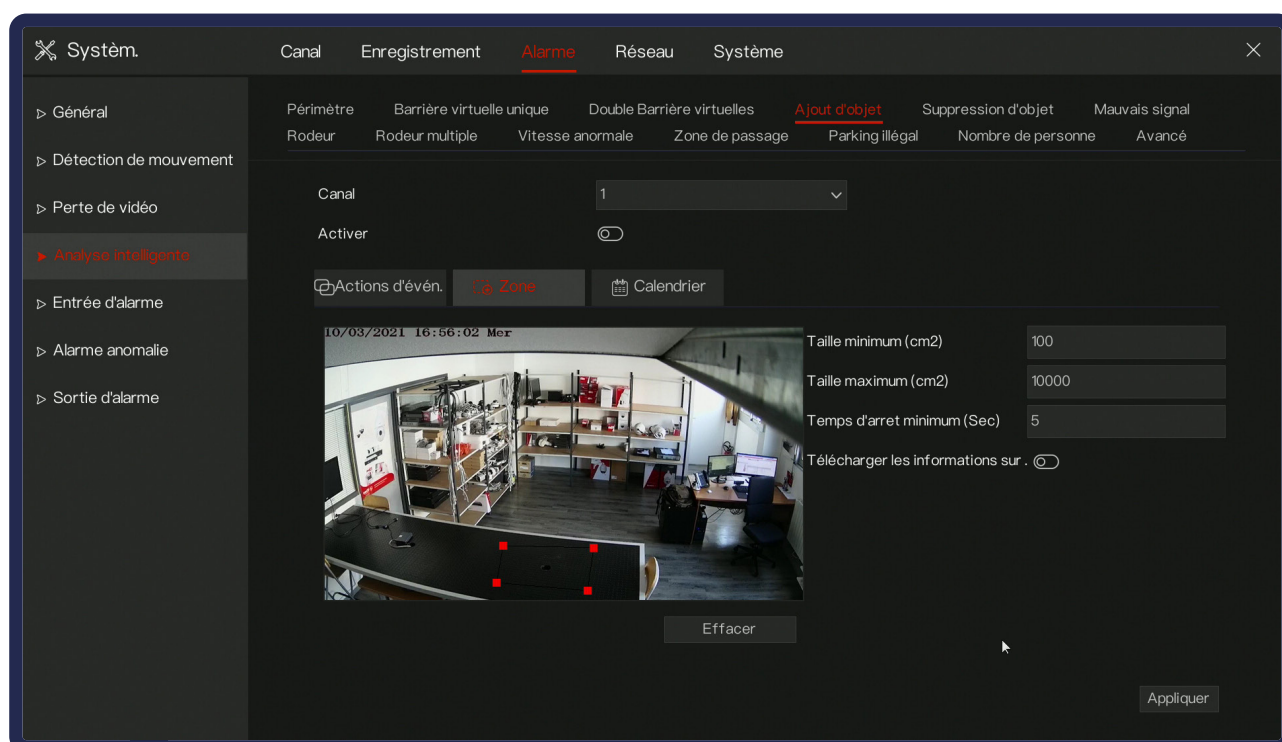 Systèm.
Canal Enregistrement Alarme Réseau Système
Général
Détection de mouvement
Perte de vidéo
Analyse intelligente
Entrée d'alarme
Alarme anomalie
Sortie d'alarme
Périmètre Barrière virtuelle unique Double Barrière virtuelles Ajout d'objet Suppression d'objet Mauvais signal
Rodeur Rodeur multiple Vitesse anormale Zone de passage Parking illégal Nombre de personne Avancé
Canal 1
Activer
Actions d'évén. Zone Calendrier
10/03/2021 16:56:02 Mer
Taille minimum (cm2) 100
Taille maximum (cm2) 10000
Temps d'arret minimum (Sec) 5
Télécharger les informations sur .
Effacer
Appliquer